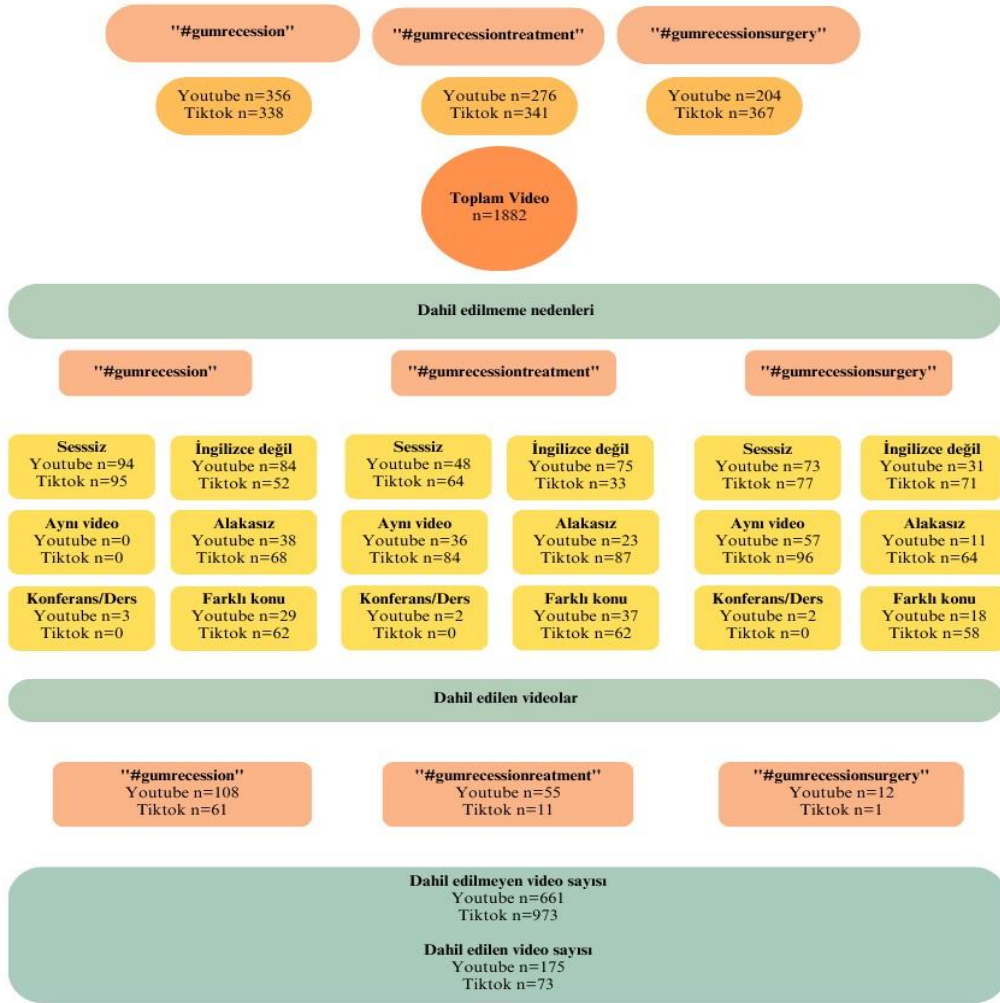 "#gumrecession"
"#gumrecessiontreatment"
"#gumrecessionsurgery"
Youtube n=356
Tiktok n=338
Youtube n=276
Tiktok n=341
Youtube n=204
Tiktok n=367
Toplam Video
n=1882
Dahil edilmeme nedenleri
"#gumrecession"
"#gumrecessiontreatment"
"#gumrecessionsurgery"
Sesssiz
Youtube n=94
Tiktok n=95
İngilizce değil
Youtube n=84
Tiktok n=52
Sesssiz
Youtube n=48
Tiktok n=64
İngilizce değil
Youtube n=75
Tiktok n=33
Sesssiz
Youtube n=73
Tiktok n=77
İngilizce değil
Youtube n=31
Tiktok n=71
Aynı video
Youtube n=0
Tiktok n=0
Alakasız
Youtube n=38
Tiktok n=68
Aynı video
Youtube n=36
Tiktok n=84
Alakasız
Youtube n=23
Tiktok n=87
Aynı video
Youtube n=57
Tiktok n=96
Alakasız
Youtube n=11
Tiktok n=64
Konferans/Ders
Youtube n=3
Tiktok n=0
Farklı konu
Youtube n=29
Tiktok n=62
Konferans/Ders
Youtube n=2
Tiktok n=0
Farklı konu
Youtube n=37
Tiktok n=62
Konferans/Ders
Youtube n=2
Tiktok n=0
Farklı konu
Youtube n=18
Tiktok n=58
Dahil edilen videolar
"#gumrecession"
Youtube n=108
Tiktok n=61
"#gumrecessionreatment"
Youtube n=55
Tiktok n=11
"#gumrecessionsurgery"
Youtube n=12
Tiktok n=1
Dahil edilmeyen video sayısı
Youtube n=661
Tiktok n=973
Dahil edilen video sayısı
Youtube n=175
Tiktok n=73